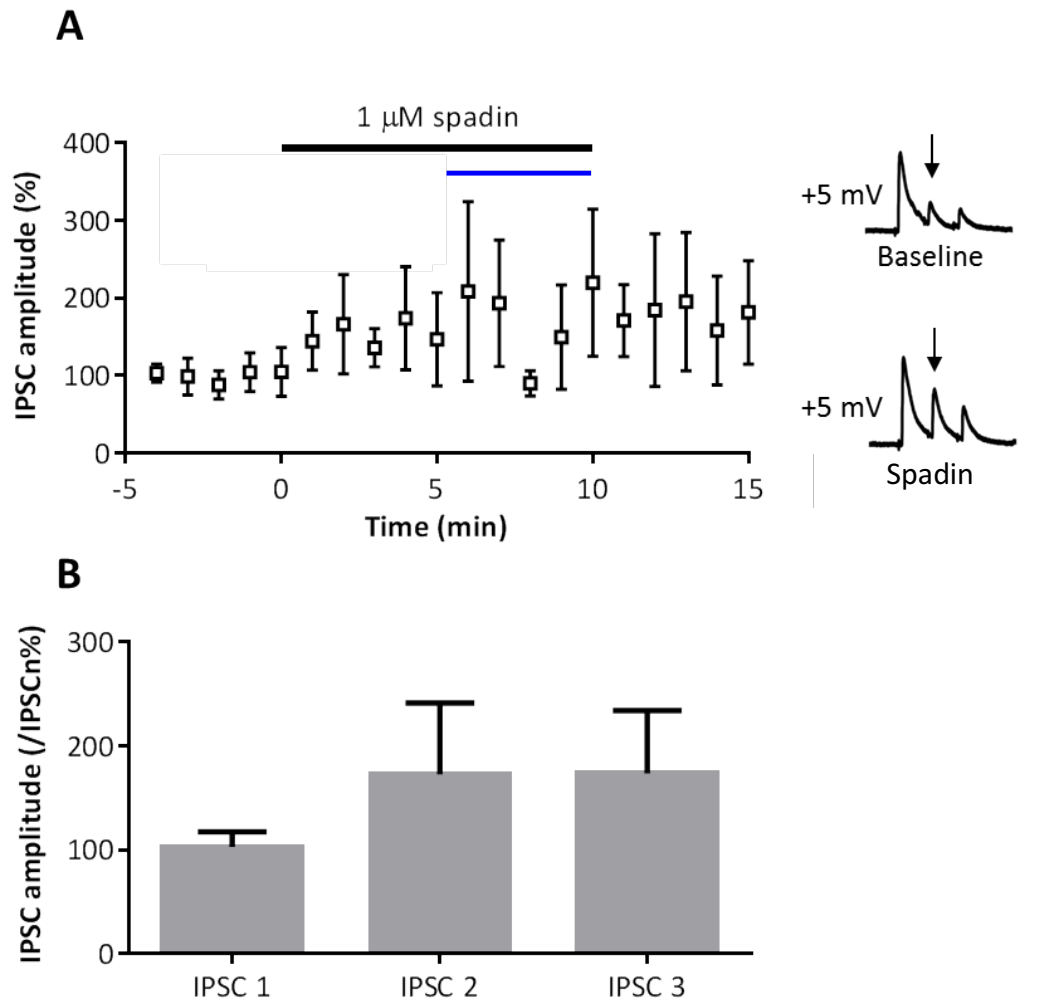 A
1 μM spadin
IPSC amplitude (%)
400
300
200
100
0
-5
0
5
10
15
Time (min)
+5 mV
Baseline
+5 mV
Spadin
B
IPSC amplitude (/IPSCn%)
300
200
100
0
IPSC 1
IPSC 2
IPSC 3